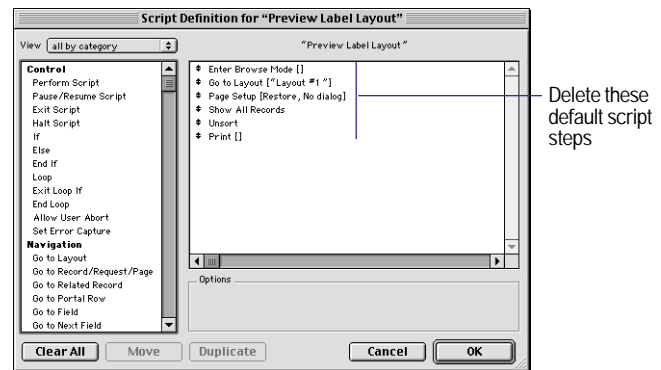 Script Definition for “Preview Label Layout”
View all by category
“Preview Label Layout”
Control
Perform Script
Pause/Resume Script
Exit Script
Halt Script
If
Else
End If
Loop
Exit Loop If
End Loop
Allow User Abort
Set Error Capture
Navigation
Go to Layout
Go to Record/Request/Page
Go to Related Record
Go to Portal Row
Go to Field
Go to Next Field
Enter Browse Mode []
Go to Layout [“Layout #1”]
Page Setup [Restore, No dialog]
Show All Records
Unsort
Print []
Delete these
default script
steps
Options
Clear All
Move
Duplicate
Cancel
OK